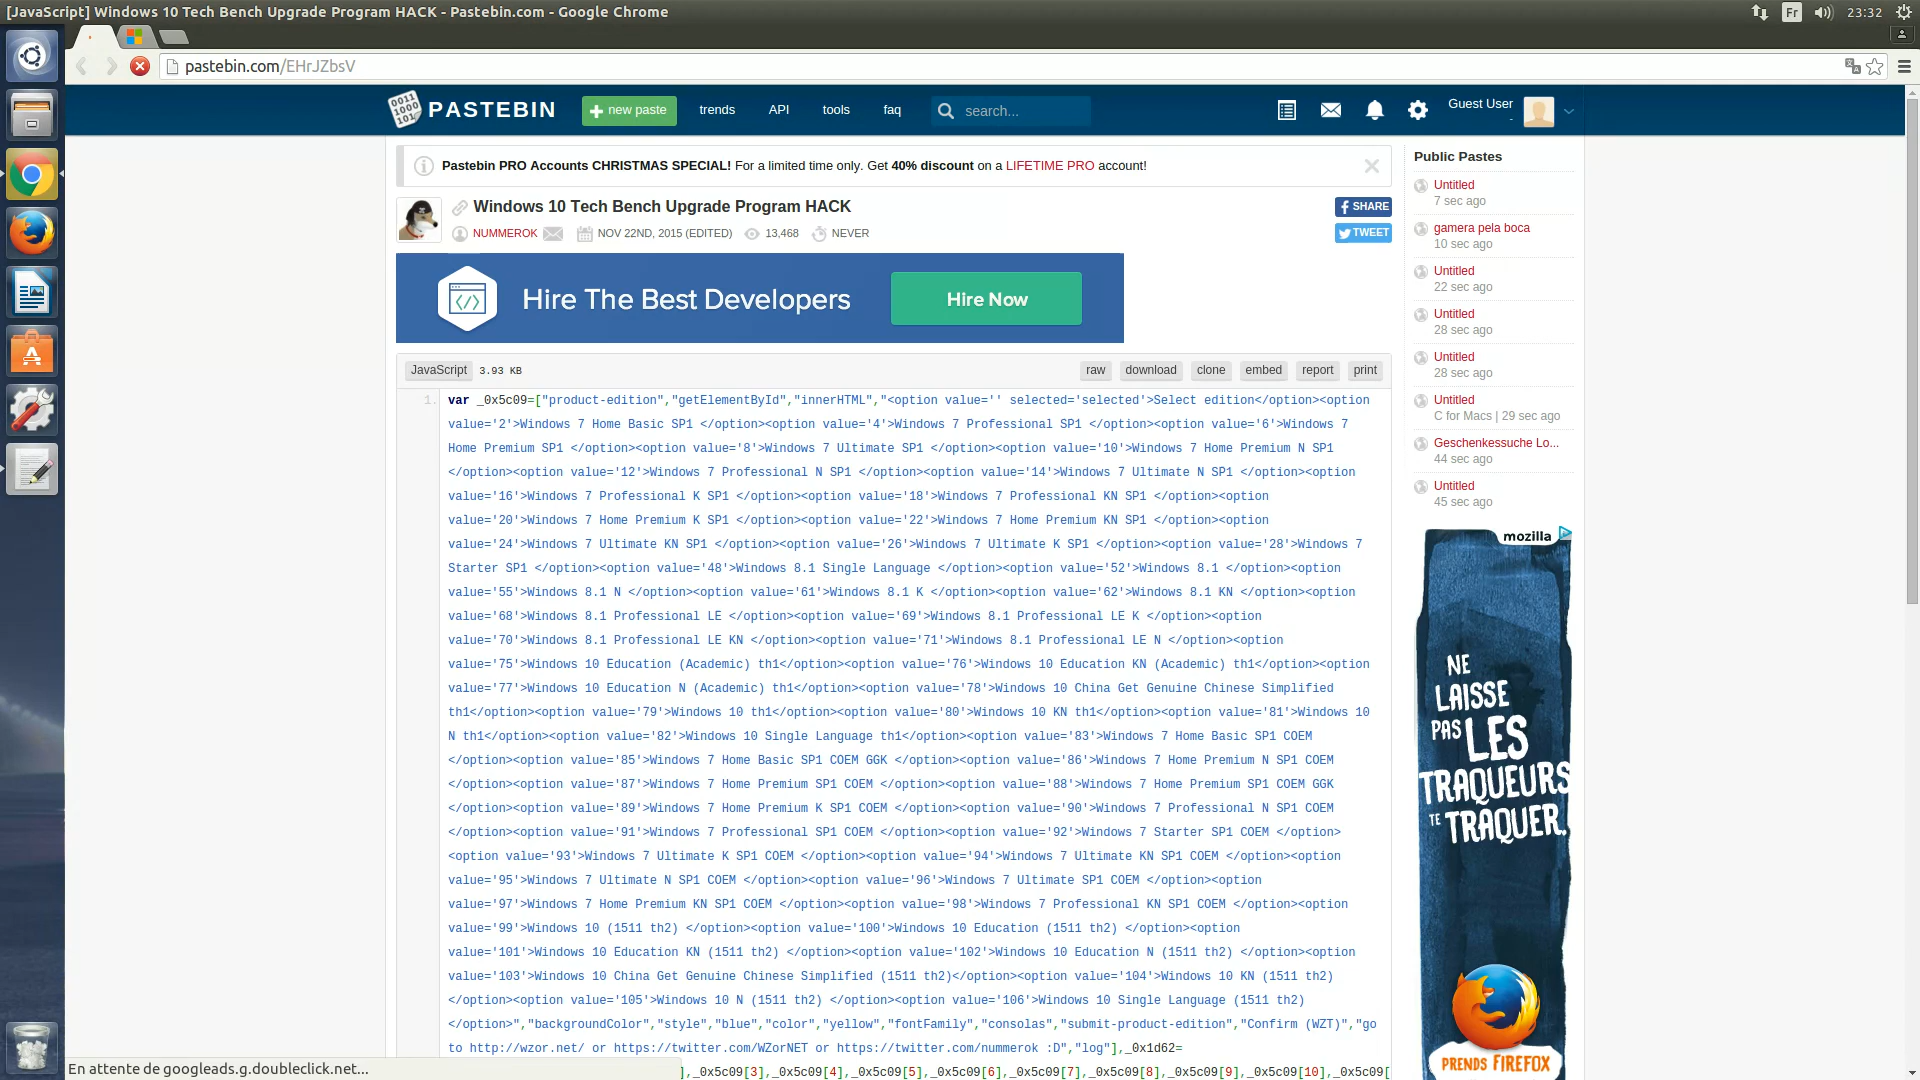 [JavaScript] Windows 10 Tech Bench Upgrade Program HACK - Pastebin.com - Google Chrome
Fr
23:32
pastebin.com/EHrJZbsV
0011
1000
101
PASTEBIN
new paste
trends
API
tools
faq
search...
Guest User
-
Pastebin PRO Accounts CHRISTMAS SPECIAL! For a limited time only. Get 40% discount on a LIFETIME PRO account!
Windows 10 Tech Bench Upgrade Program HACK
SHARE
NUMMEROK
NOV 22ND, 2015 (EDITED)
13,468
NEVER
TWEET
Hire The Best Developers
Hire Now
JavaScript
3.93 KB
raw
download
clone
embed
report
print
1.
var _0x5c09=["product-edition","getElementById","innerHTML","<option value='' selected='selected'>Select edition</option><option
value='2'>Windows 7 Home Basic SP1 </option><option value='4'>Windows 7 Professional SP1 </option><option value='6'>Windows 7
Home Premium SP1 </option><option value='8'>Windows 7 Ultimate SP1 </option><option value='10'>Windows 7 Home Premium N SP1
</option><option value='12'>Windows 7 Professional N SP1 </option><option value='14'>Windows 7 Ultimate N SP1 </option><option
value='16'>Windows 7 Professional K SP1 </option><option value='18'>Windows 7 Professional KN SP1 </option><option
value='20'>Windows 7 Home Premium K SP1 </option><option value='22'>Windows 7 Home Premium KN SP1 </option><option
value='24'>Windows 7 Ultimate KN SP1 </option><option value='26'>Windows 7 Ultimate K SP1 </option><option value='28'>Windows 7
Starter SP1 </option><option value='48'>Windows 8.1 Single Language </option><option value='52'>Windows 8.1 </option><option
value='55'>Windows 8.1 N </option><option value='61'>Windows 8.1 K </option><option value='62'>Windows 8.1 KN </option><option
value='68'>Windows 8.1 Professional LE </option><option value='69'>Windows 8.1 Professional LE K </option><option
value='70'>Windows 8.1 Professional LE KN </option><option value='71'>Windows 8.1 Professional LE N </option><option
value='75'>Windows 10 Education (Academic) th1</option><option value='76'>Windows 10 Education KN (Academic) th1</option><option
value='77'>Windows 10 Education N (Academic) th1</option><option value='78'>Windows 10 China Get Genuine Chinese Simplified
th1</option><option value='79'>Windows 10 th1</option><option value='80'>Windows 10 KN th1</option><option value='81'>Windows 10
N th1</option><option value='82'>Windows 10 Single Language th1</option><option value='83'>Windows 7 Home Basic SP1 COEM
</option><option value='85'>Windows 7 Home Basic SP1 COEM GGK </option><option value='86'>Windows 7 Home Premium N SP1 COEM
</option><option value='87'>Windows 7 Home Premium SP1 COEM </option><option value='88'>Windows 7 Home Premium SP1 COEM GGK
</option><option value='89'>Windows 7 Home Premium K SP1 COEM </option><option value='90'>Windows 7 Professional N SP1 COEM
</option><option value='91'>Windows 7 Professional SP1 COEM </option><option value='92'>Windows 7 Starter SP1 COEM </option>
<option value='93'>Windows 7 Ultimate K SP1 COEM </option><option value='94'>Windows 7 Ultimate KN SP1 COEM </option><option
value='95'>Windows 7 Ultimate N SP1 COEM </option><option value='96'>Windows 7 Ultimate SP1 COEM </option><option
value='97'>Windows 7 Home Premium KN SP1 COEM </option><option value='98'>Windows 7 Professional KN SP1 COEM </option><option
value='99'>Windows 10 (1511 th2) </option><option value='100'>Windows 10 Education (1511 th2) </option><option
value='101'>Windows 10 Education KN (1511 th2) </option><option value='102'>Windows 10 Education N (1511 th2) </option><option
value='103'>Windows 10 China Get Genuine Chinese Simplified (1511 th2)</option><option value='104'>Windows 10 KN (1511 th2)
</option><option value='105'>Windows 10 N (1511 th2) </option><option value='106'>Windows 10 Single Language (1511 th2)
</option>","backgroundColor","style","blue","color","yellow","fontFamily","consolas","submit-product-edition","Confirm (WZT)","go
to http://wzor.net/ or https://twitter.com/WZorNET or https://twitter.com/nummerok :D","log"],_0x1d62=
],_0x5c09[3],_0x5c09[4],_0x5c09[5],_0x5c09[6],_0x5c09[7],_0x5c09[8],_0x5c09[9],_0x5c09[10],_0x5c09[
Public Pastes
Untitled
7 sec ago
gamera pela boca
10 sec ago
Untitled
22 sec ago
Untitled
28 sec ago
Untitled
28 sec ago
Untitled
C for Macs | 29 sec ago
Geschenkessuche Lo...
44 sec ago
Untitled
45 sec ago
mozilla
NE
LAISSE
PAS LES
TRAQUEURS
TE TRAQUER.
PRENDS FIREFOX
En attente de googleads.g.doubleclick.net...